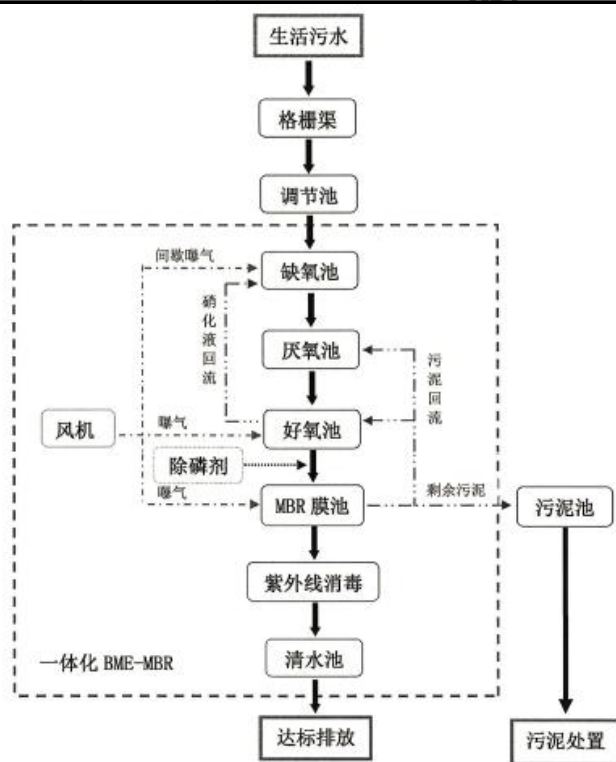 生活污水
格栅渠
调节池
间歇曝气
缺氧池
硝化液回流
厌氧池
污泥回流
风机
曝气
好氧池
除磷剂
曝气
MBR 膜池
剩余污泥
污泥池
紫外线消毒
一体化 BME-MBR
清水池
达标排放
污泥处置